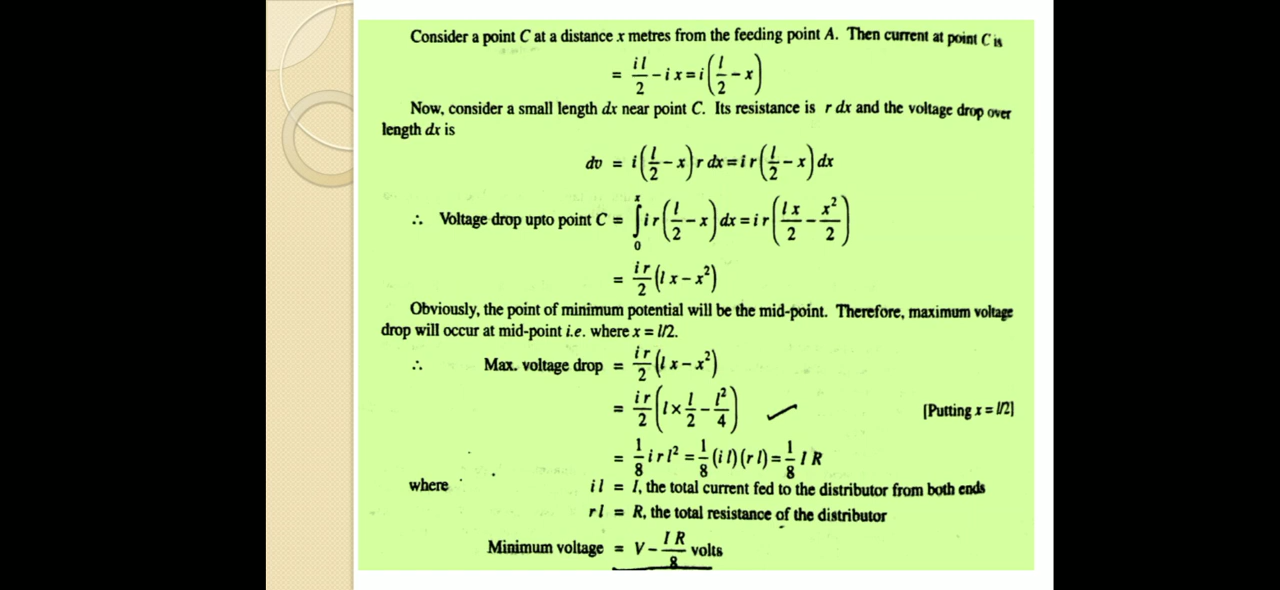 Consider a point C at a distance x metres from the feeding point A. Then current at point C is
= il/2 − i x = i(l/2 − x)
Now, consider a small length dx near point C. Its resistance is r dx and the voltage drop over
length dx is
dv = i(l/2 − x) r dx = i r(l/2 − x) dx
∴ Voltage drop upto point C = ∫₀ˣ i r(l/2 − x) dx = i r(l x/2 − x²/2)
= i r/2 (l x − x²)
Obviously, the point of minimum potential will be the mid-point. Therefore, maximum voltage
drop will occur at mid-point i.e. where x = l/2.
∴ Max. voltage drop = i r/2 (l x − x²)
= i r/2 (l × l/2 − l²/4) [Putting x = l/2]
= 1/8 i r l² = 1/8 (i l) (r l) = 1/8 I R
where i l = I, the total current fed to the distributor from both ends
r l = R, the total resistance of the distributor
Minimum voltage = V − I R/8 volts